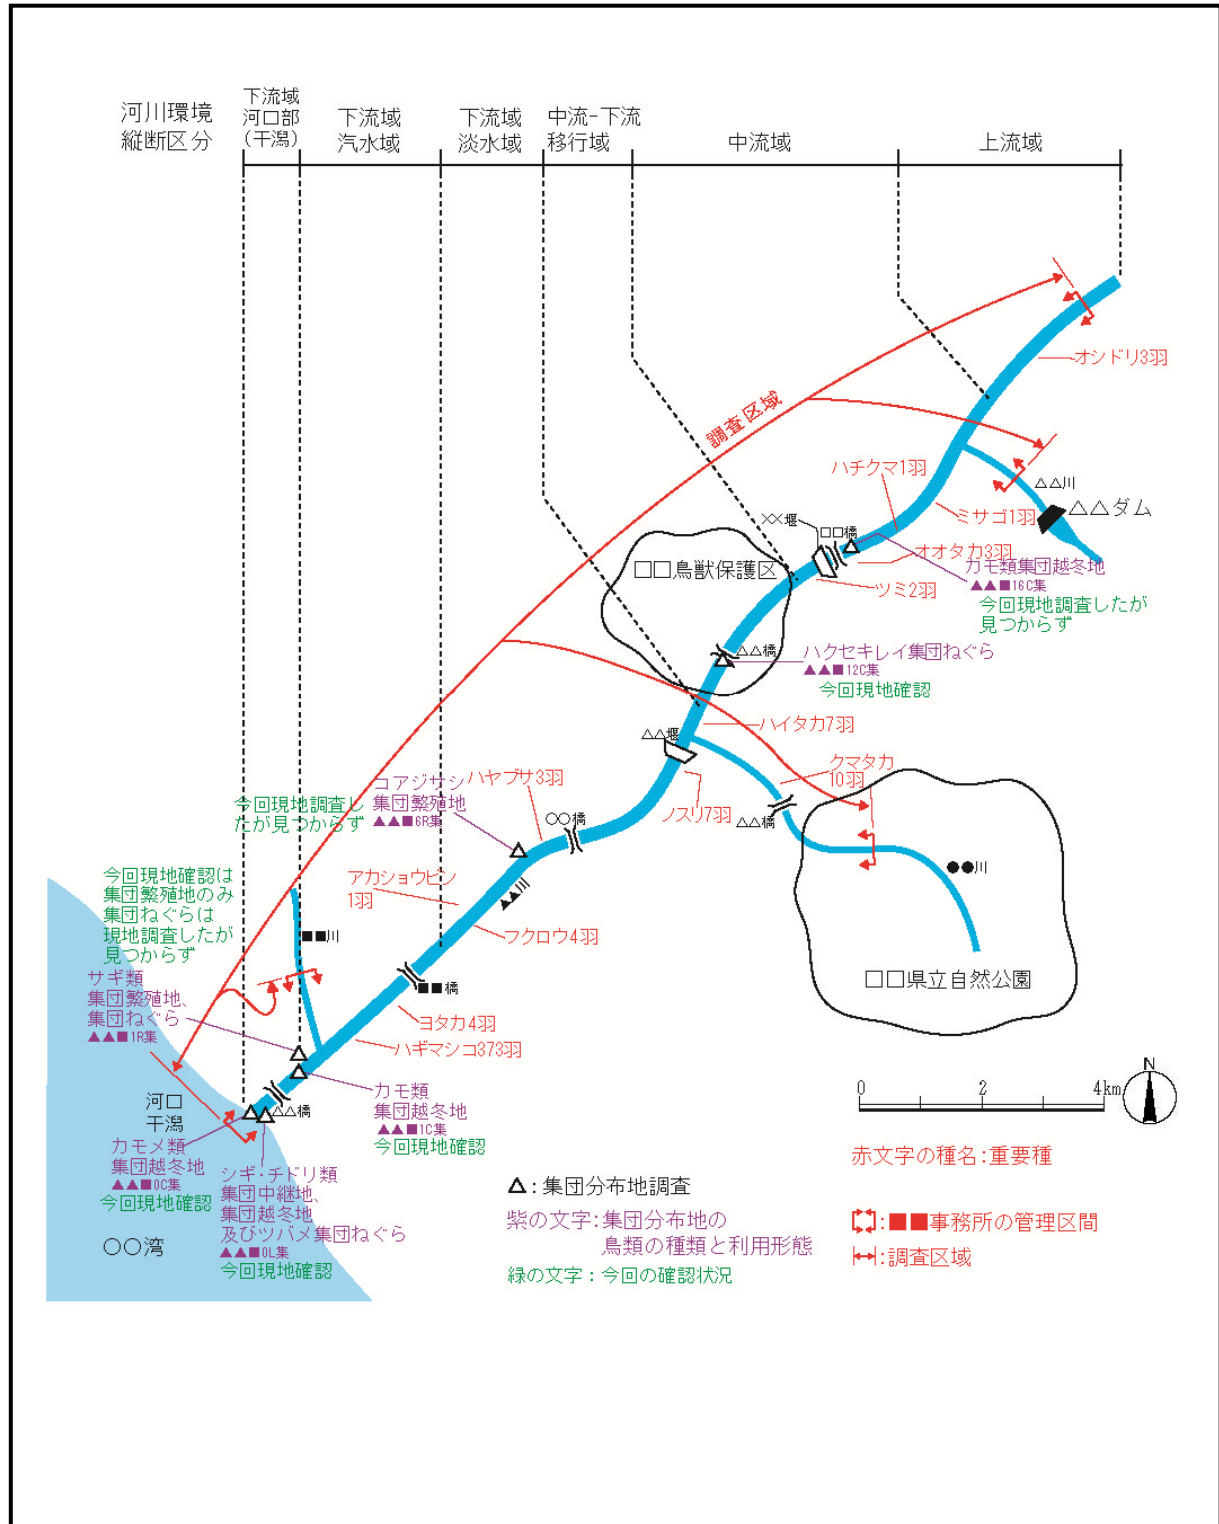 河川環境
縦断区分
下流域
河口部
(干潟)
下流域
汽水域
下流域
淡水域
中流-下流
移行域
中流域
上流域
調査区域
オシドリ3羽
ハチクマ1羽
△△川
ミサゴ1羽
△△ダム
××堰
□□橋
オオタカ3羽
カモ類集団越冬地
▲▲■16C集
今回現地調査したが
見つからず
□□鳥獣保護区
ツミ2羽
△△橋
ハクセキレイ集団ねぐら
▲▲■12C集
今回現地確認
ハイタカ7羽
△△堰
クマタカ
10羽
ノスリ7羽
△△橋
ハヤブサ3羽
コアジサシ
集団繁殖地
▲▲■6R集
今回現地調査し
たが見つからず
○○橋
●●川
アカショウビン
1羽
▲▲川
フクロウ4羽
今回現地確認は
集団繁殖地のみ
集団ねぐらは
現地調査したが
見つからず
■■川
□□県立自然公園
サギ類
集団繁殖地、
集団ねぐら
▲▲■1R集
■■橋
ヨタカ4羽
ハギマシコ373羽
カモ類
集団越冬地
▲▲■1C集
今回現地確認
河口
干潟
△△橋
カモメ類
集団越冬地
▲▲■0C集
今回現地確認
シギ・チドリ類
集団中継地、
集団越冬地
及びツバメ集団ねぐら
▲▲■0L集
今回現地確認
○○湾
0 2 4km
N
赤文字の種名:重要種
△:集団分布地調査
紫の文字:集団分布地の
鳥類の種類と利用形態
緑の文字:今回の確認状況
:■■事務所の管理区間
:調査区域